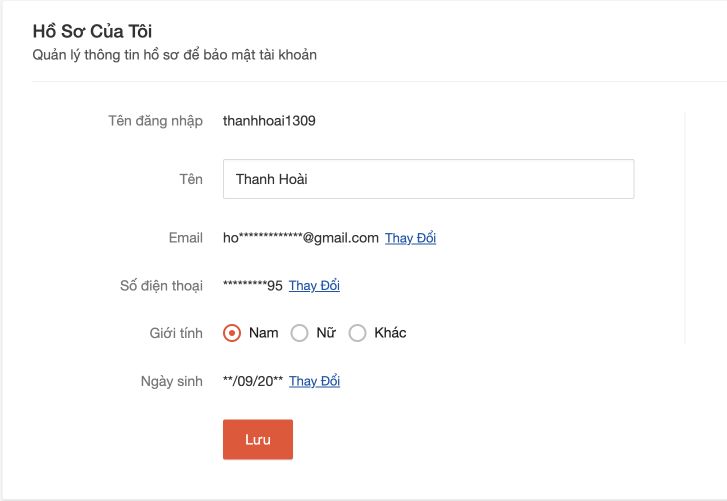 Hồ Sơ Của Tôi
Quản lý thông tin hồ sơ để bảo mật tài khoản
Tên đăng nhập thanhhoai1309
Tên Thanh Hoài
Email ho*************@gmail.com Thay Đổi
Số điện thoại *********95 Thay Đổi
Giới tính Nam Nữ Khác
Ngày sinh **/09/20** Thay Đổi
Lưu